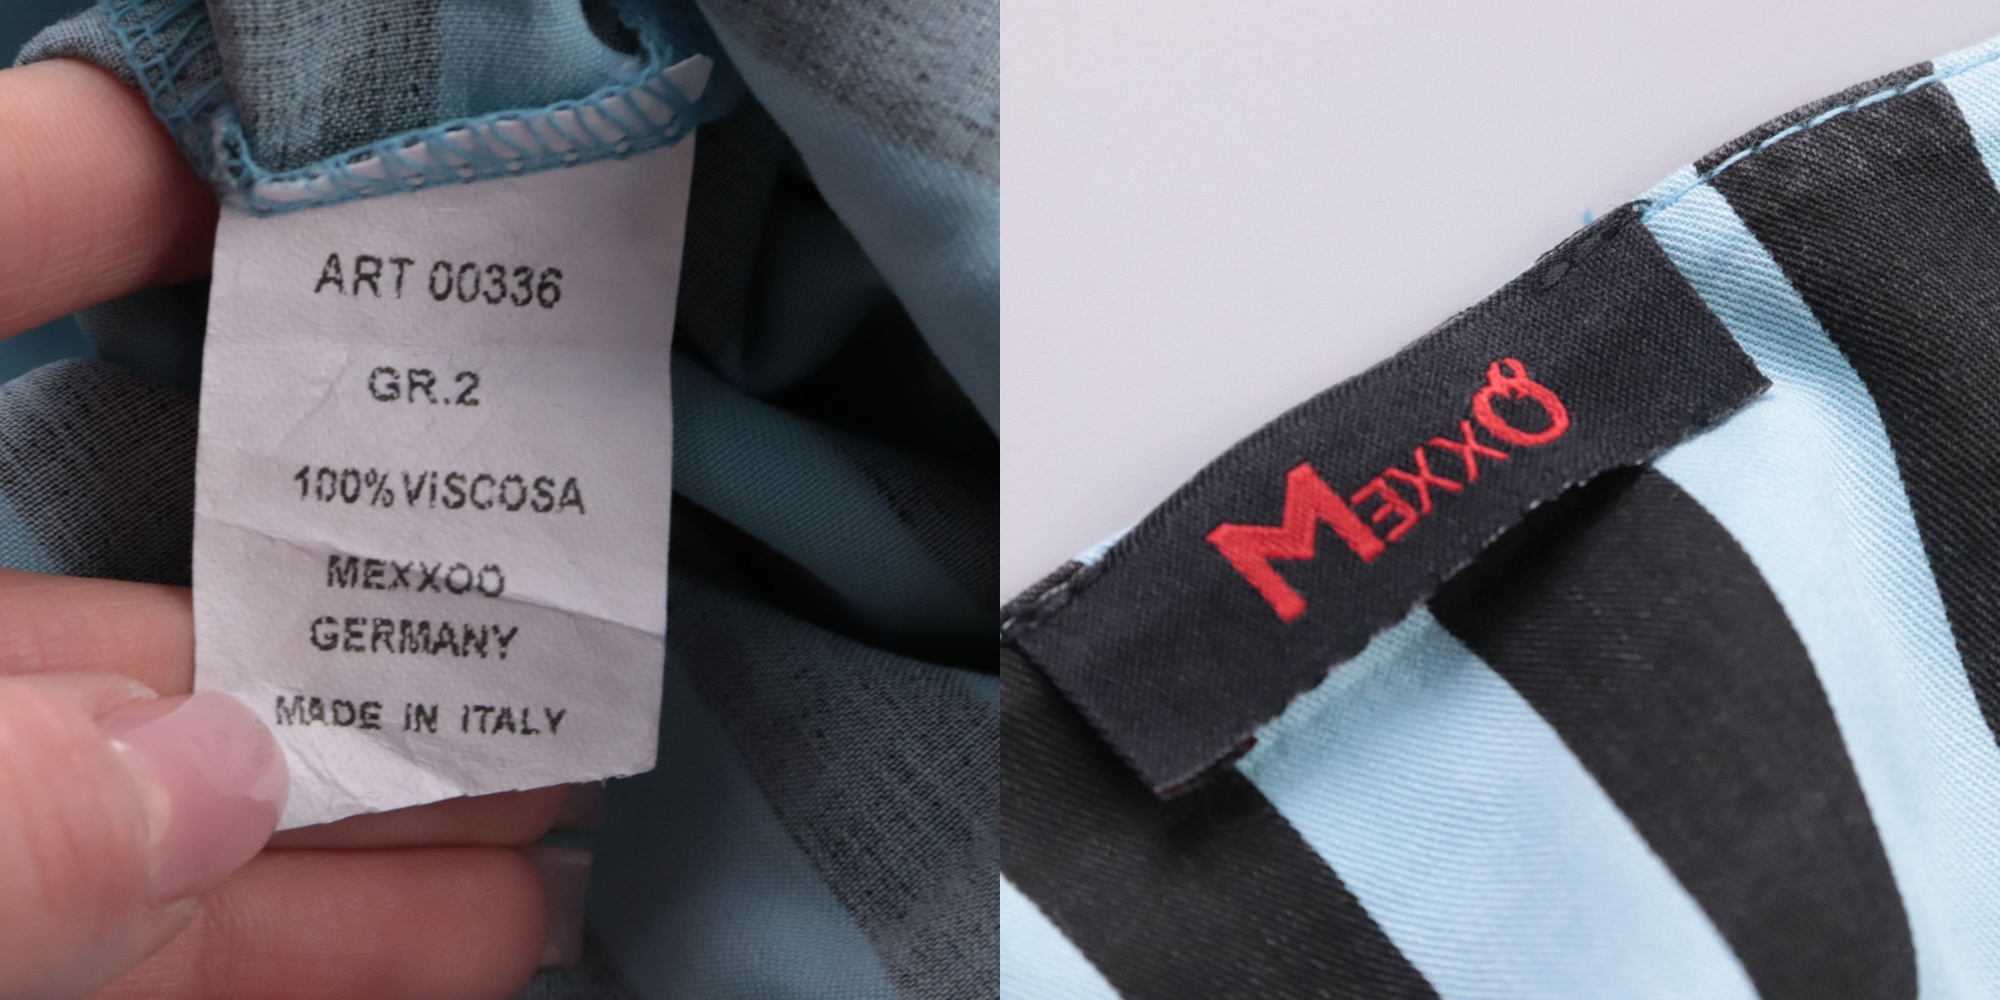 ART 00336
GR.2
100%VISCOSA
MEXXOO
GERMANY
MADE IN ITALY
MEXXO